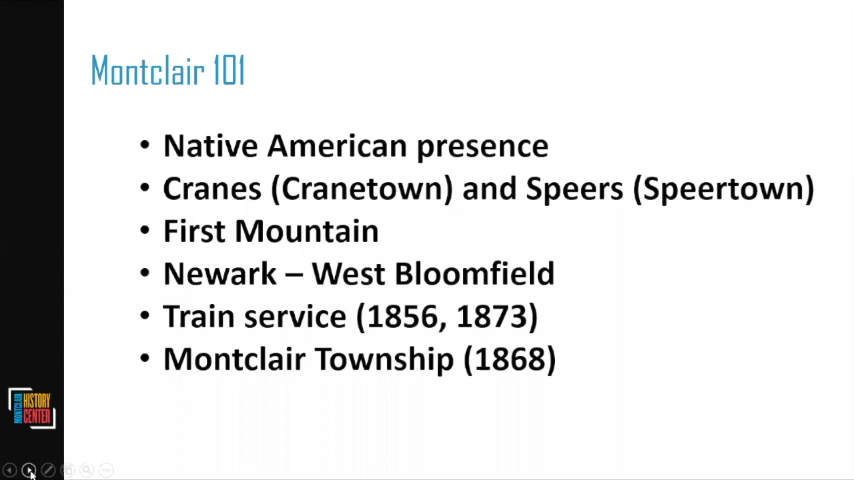 Montclair 101
• Native American presence
• Cranes (Cranetown) and Speers (Speertown)
• First Mountain
• Newark – West Bloomfield
• Train service (1856, 1873)
• Montclair Township (1868)
MONTCLAIR
HISTORY
CENTER